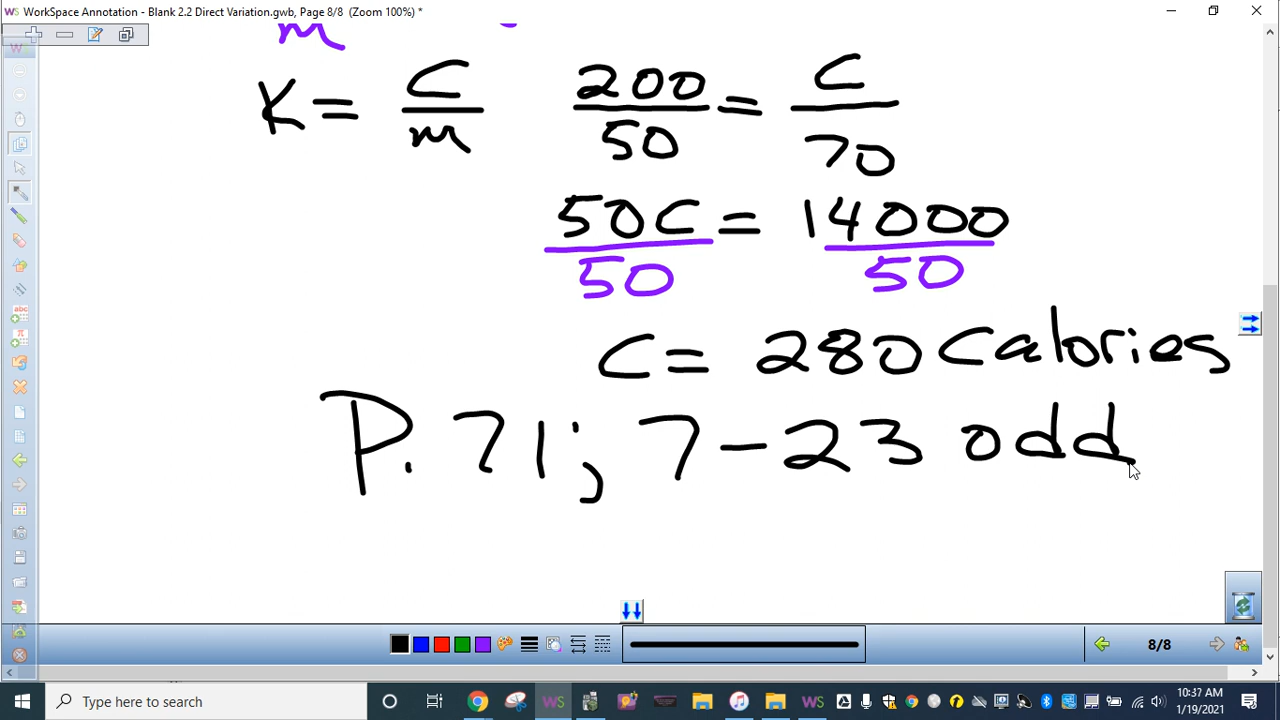 WorkSpace Annotation - Blank 2.2 Direct Variation.gwb, Page 8/8 (Zoom 100%) *
m
K = C/m 200/50 = C/70
50C/50 = 14000/50
C = 280 Calories
P. 71; 7-23 odd
8/8
Type here to search
10:37 AM
1/19/2021